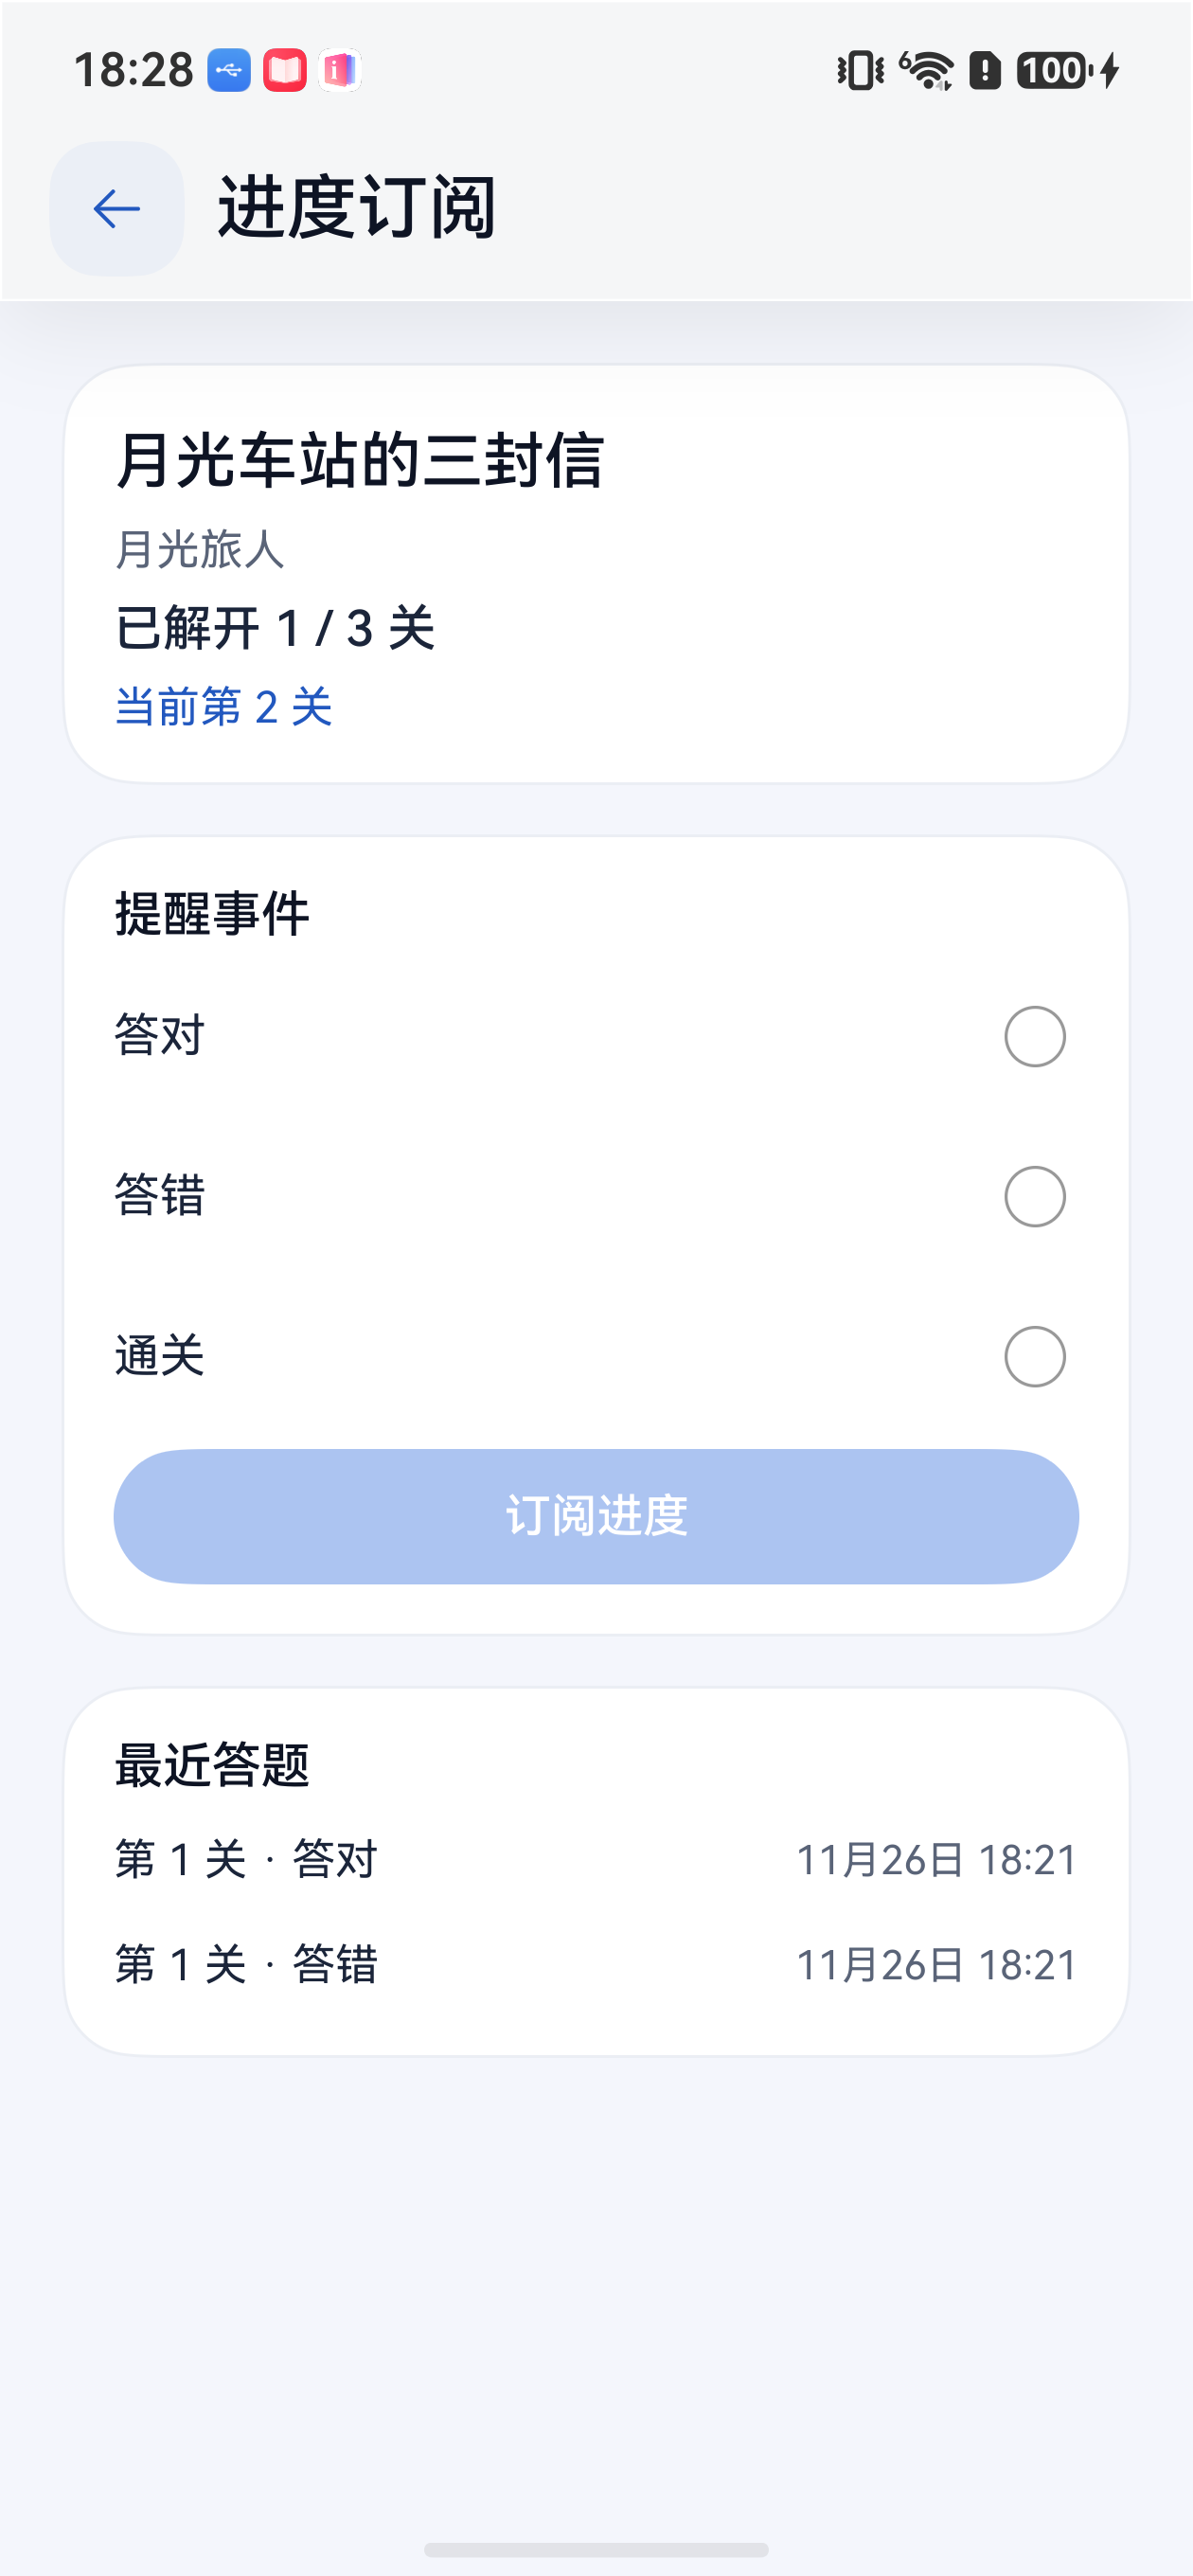 18:28
6
100
进度订阅
月光车站的三封信
月光旅人
已解开 1 / 3 关
当前第 2 关
提醒事件
答对
答错
通关
订阅进度
最近答题
第 1 关 · 答对 11月26日 18:21
第 1 关 · 答错 11月26日 18:21